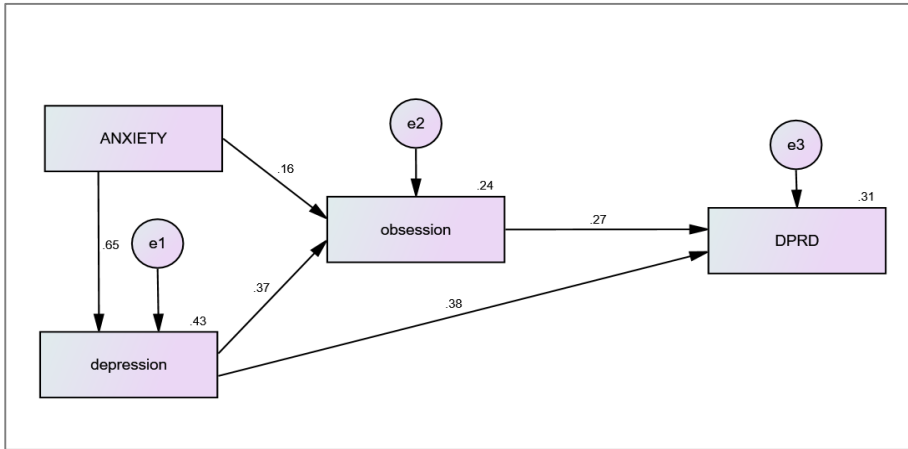 ANXIETY
e2
e3
.16
.24
.31
.65
e1
obsession
.27
DPRD
.37
.38
.43
depression